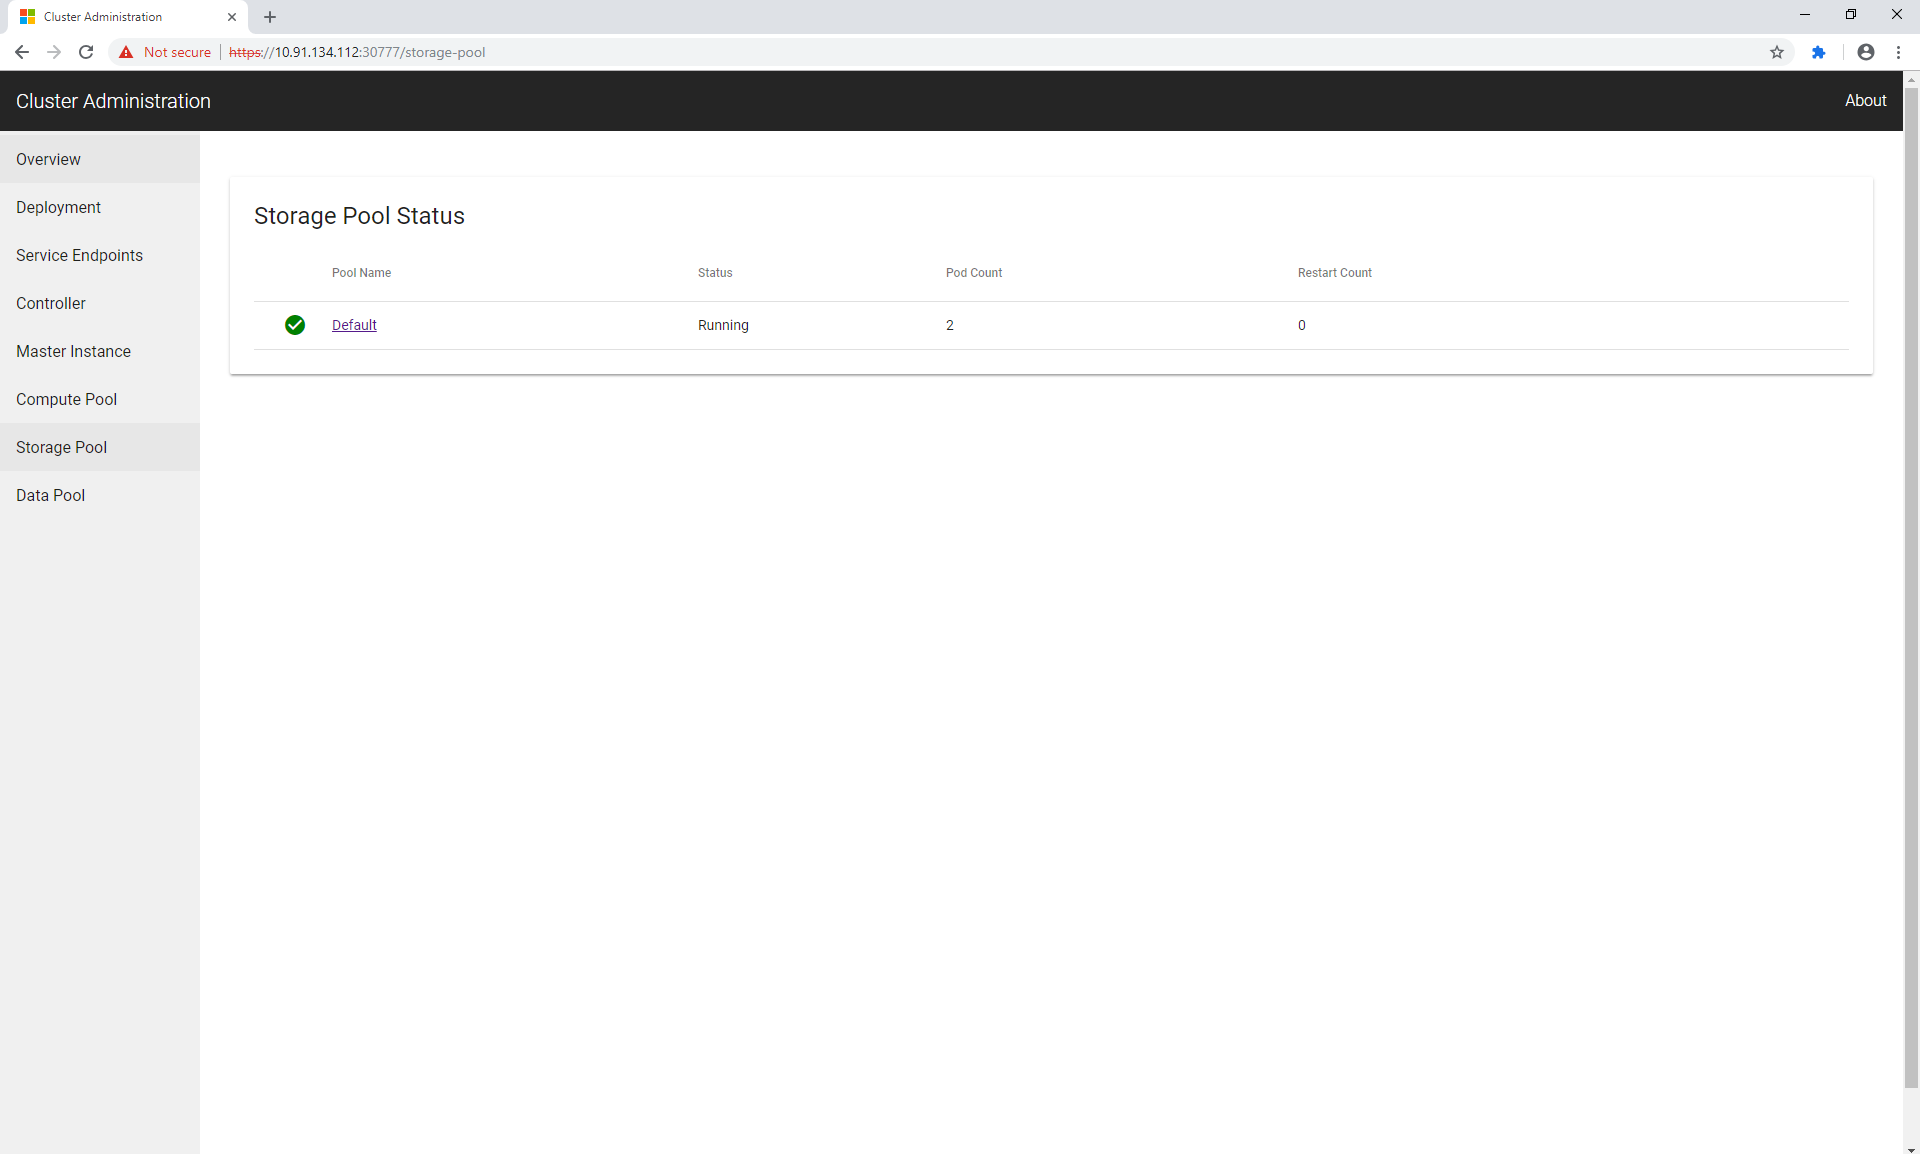 Cluster Administration
Not secure https://10.91.134.112:30777/storage-pool
Cluster Administration
About
Overview
Deployment
Service Endpoints
Controller
Master Instance
Compute Pool
Storage Pool
Data Pool
Storage Pool Status
Pool Name Status Pod Count Restart Count
Default Running 2 0